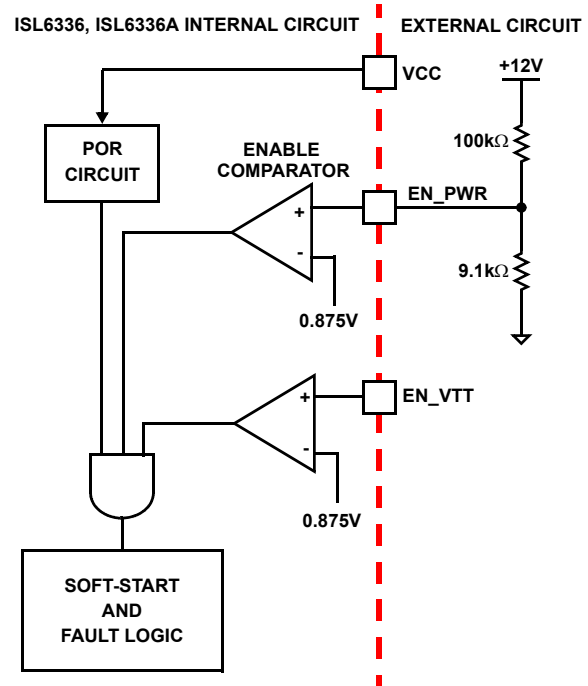 ISL6336, ISL6336A INTERNAL CIRCUIT
EXTERNAL CIRCUIT
+12V
VCC
POR
CIRCUIT
ENABLE
COMPARATOR
100kΩ
EN_PWR
+
-
9.1kΩ
0.875V
EN_VTT
+
-
0.875V
SOFT-START
AND
FAULT LOGIC